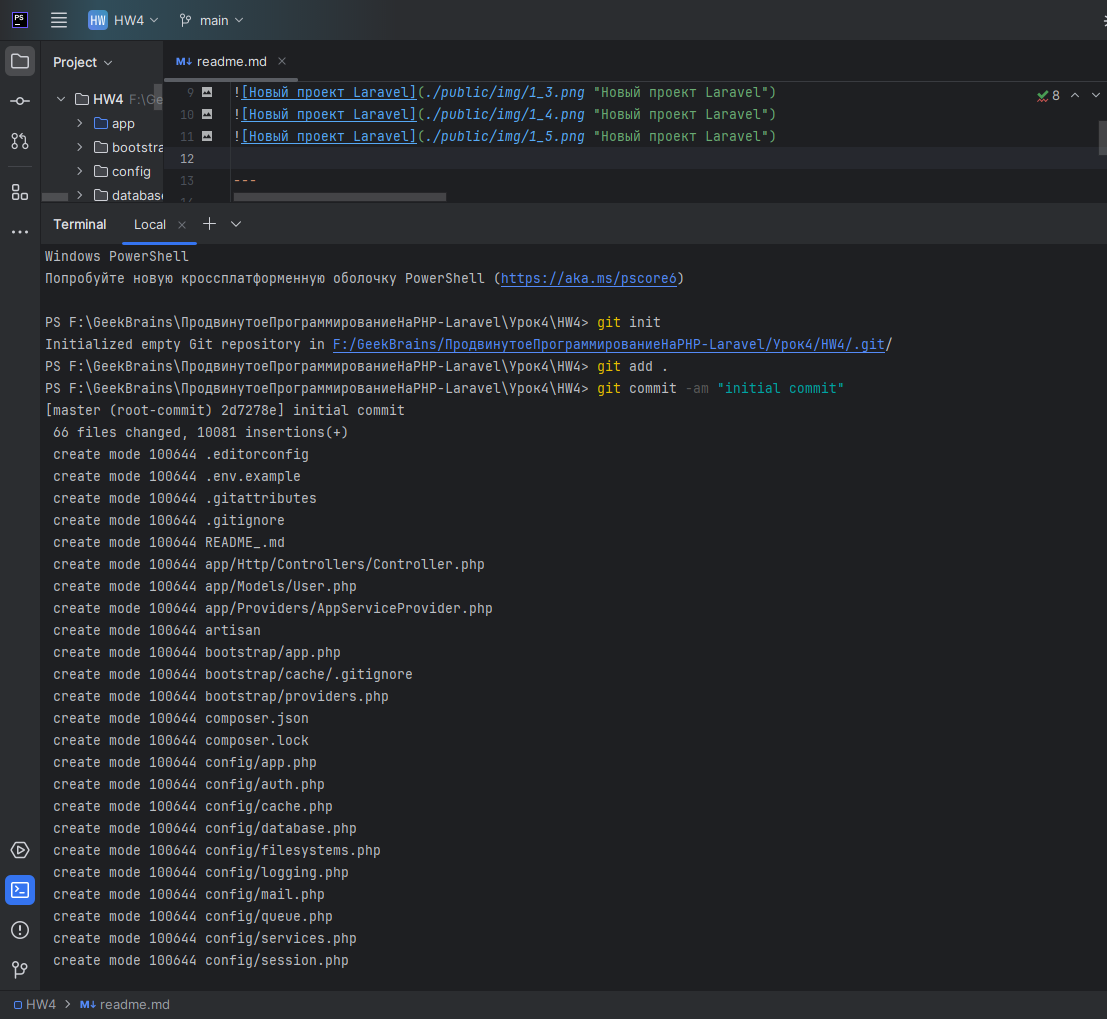 PS HW HW4 main
Project
M↓ readme.md
HW4 F:\Ge
app
bootstra
config
databas
9 ![Новый проект Laravel](./public/img/1_3.png "Новый проект Laravel")
10 ![Новый проект Laravel](./public/img/1_4.png "Новый проект Laravel")
11 ![Новый проект Laravel](./public/img/1_5.png "Новый проект Laravel")
12
13 ---
8
Terminal Local
Windows PowerShell
Попробуйте новую кроссплатформенную оболочку PowerShell (https://aka.ms/pscore6)
PS F:\GeekBrains\ПродвинутоеПрограммированиеНаPHP-Laravel\Урок4\HW4> git init
Initialized empty Git repository in F:/GeekBrains/ПродвинутоеПрограммированиеНаPHP-Laravel/Урок4/HW4/.git/
PS F:\GeekBrains\ПродвинутоеПрограммированиеНаPHP-Laravel\Урок4\HW4> git add .
PS F:\GeekBrains\ПродвинутоеПрограммированиеНаPHP-Laravel\Урок4\HW4> git commit -am "initial commit"
[master (root-commit) 2d7278e] initial commit
66 files changed, 10081 insertions(+)
create mode 100644 .editorconfig
create mode 100644 .env.example
create mode 100644 .gitattributes
create mode 100644 .gitignore
create mode 100644 README_.md
create mode 100644 app/Http/Controllers/Controller.php
create mode 100644 app/Models/User.php
create mode 100644 app/Providers/AppServiceProvider.php
create mode 100644 artisan
create mode 100644 bootstrap/app.php
create mode 100644 bootstrap/cache/.gitignore
create mode 100644 bootstrap/providers.php
create mode 100644 composer.json
create mode 100644 composer.lock
create mode 100644 config/app.php
create mode 100644 config/auth.php
create mode 100644 config/cache.php
create mode 100644 config/database.php
create mode 100644 config/filesystems.php
create mode 100644 config/logging.php
create mode 100644 config/mail.php
create mode 100644 config/queue.php
create mode 100644 config/services.php
create mode 100644 config/session.php
HW4 > M↓ readme.md